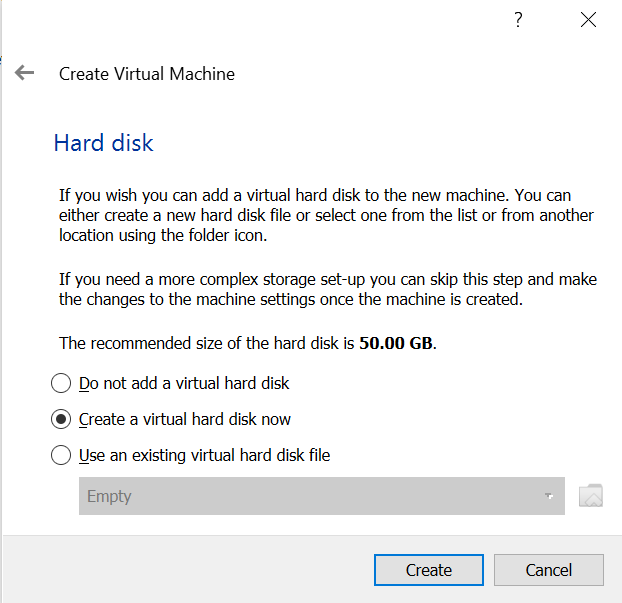 ?
Create Virtual Machine
Hard disk
If you wish you can add a virtual hard disk to the new machine. You can
either create a new hard disk file or select one from the list or from another
location using the folder icon.
If you need a more complex storage set-up you can skip this step and make
the changes to the machine settings once the machine is created.
The recommended size of the hard disk is 50.00 GB.
Do not add a virtual hard disk
Create a virtual hard disk now
Use an existing virtual hard disk file
Empty
Create Cancel